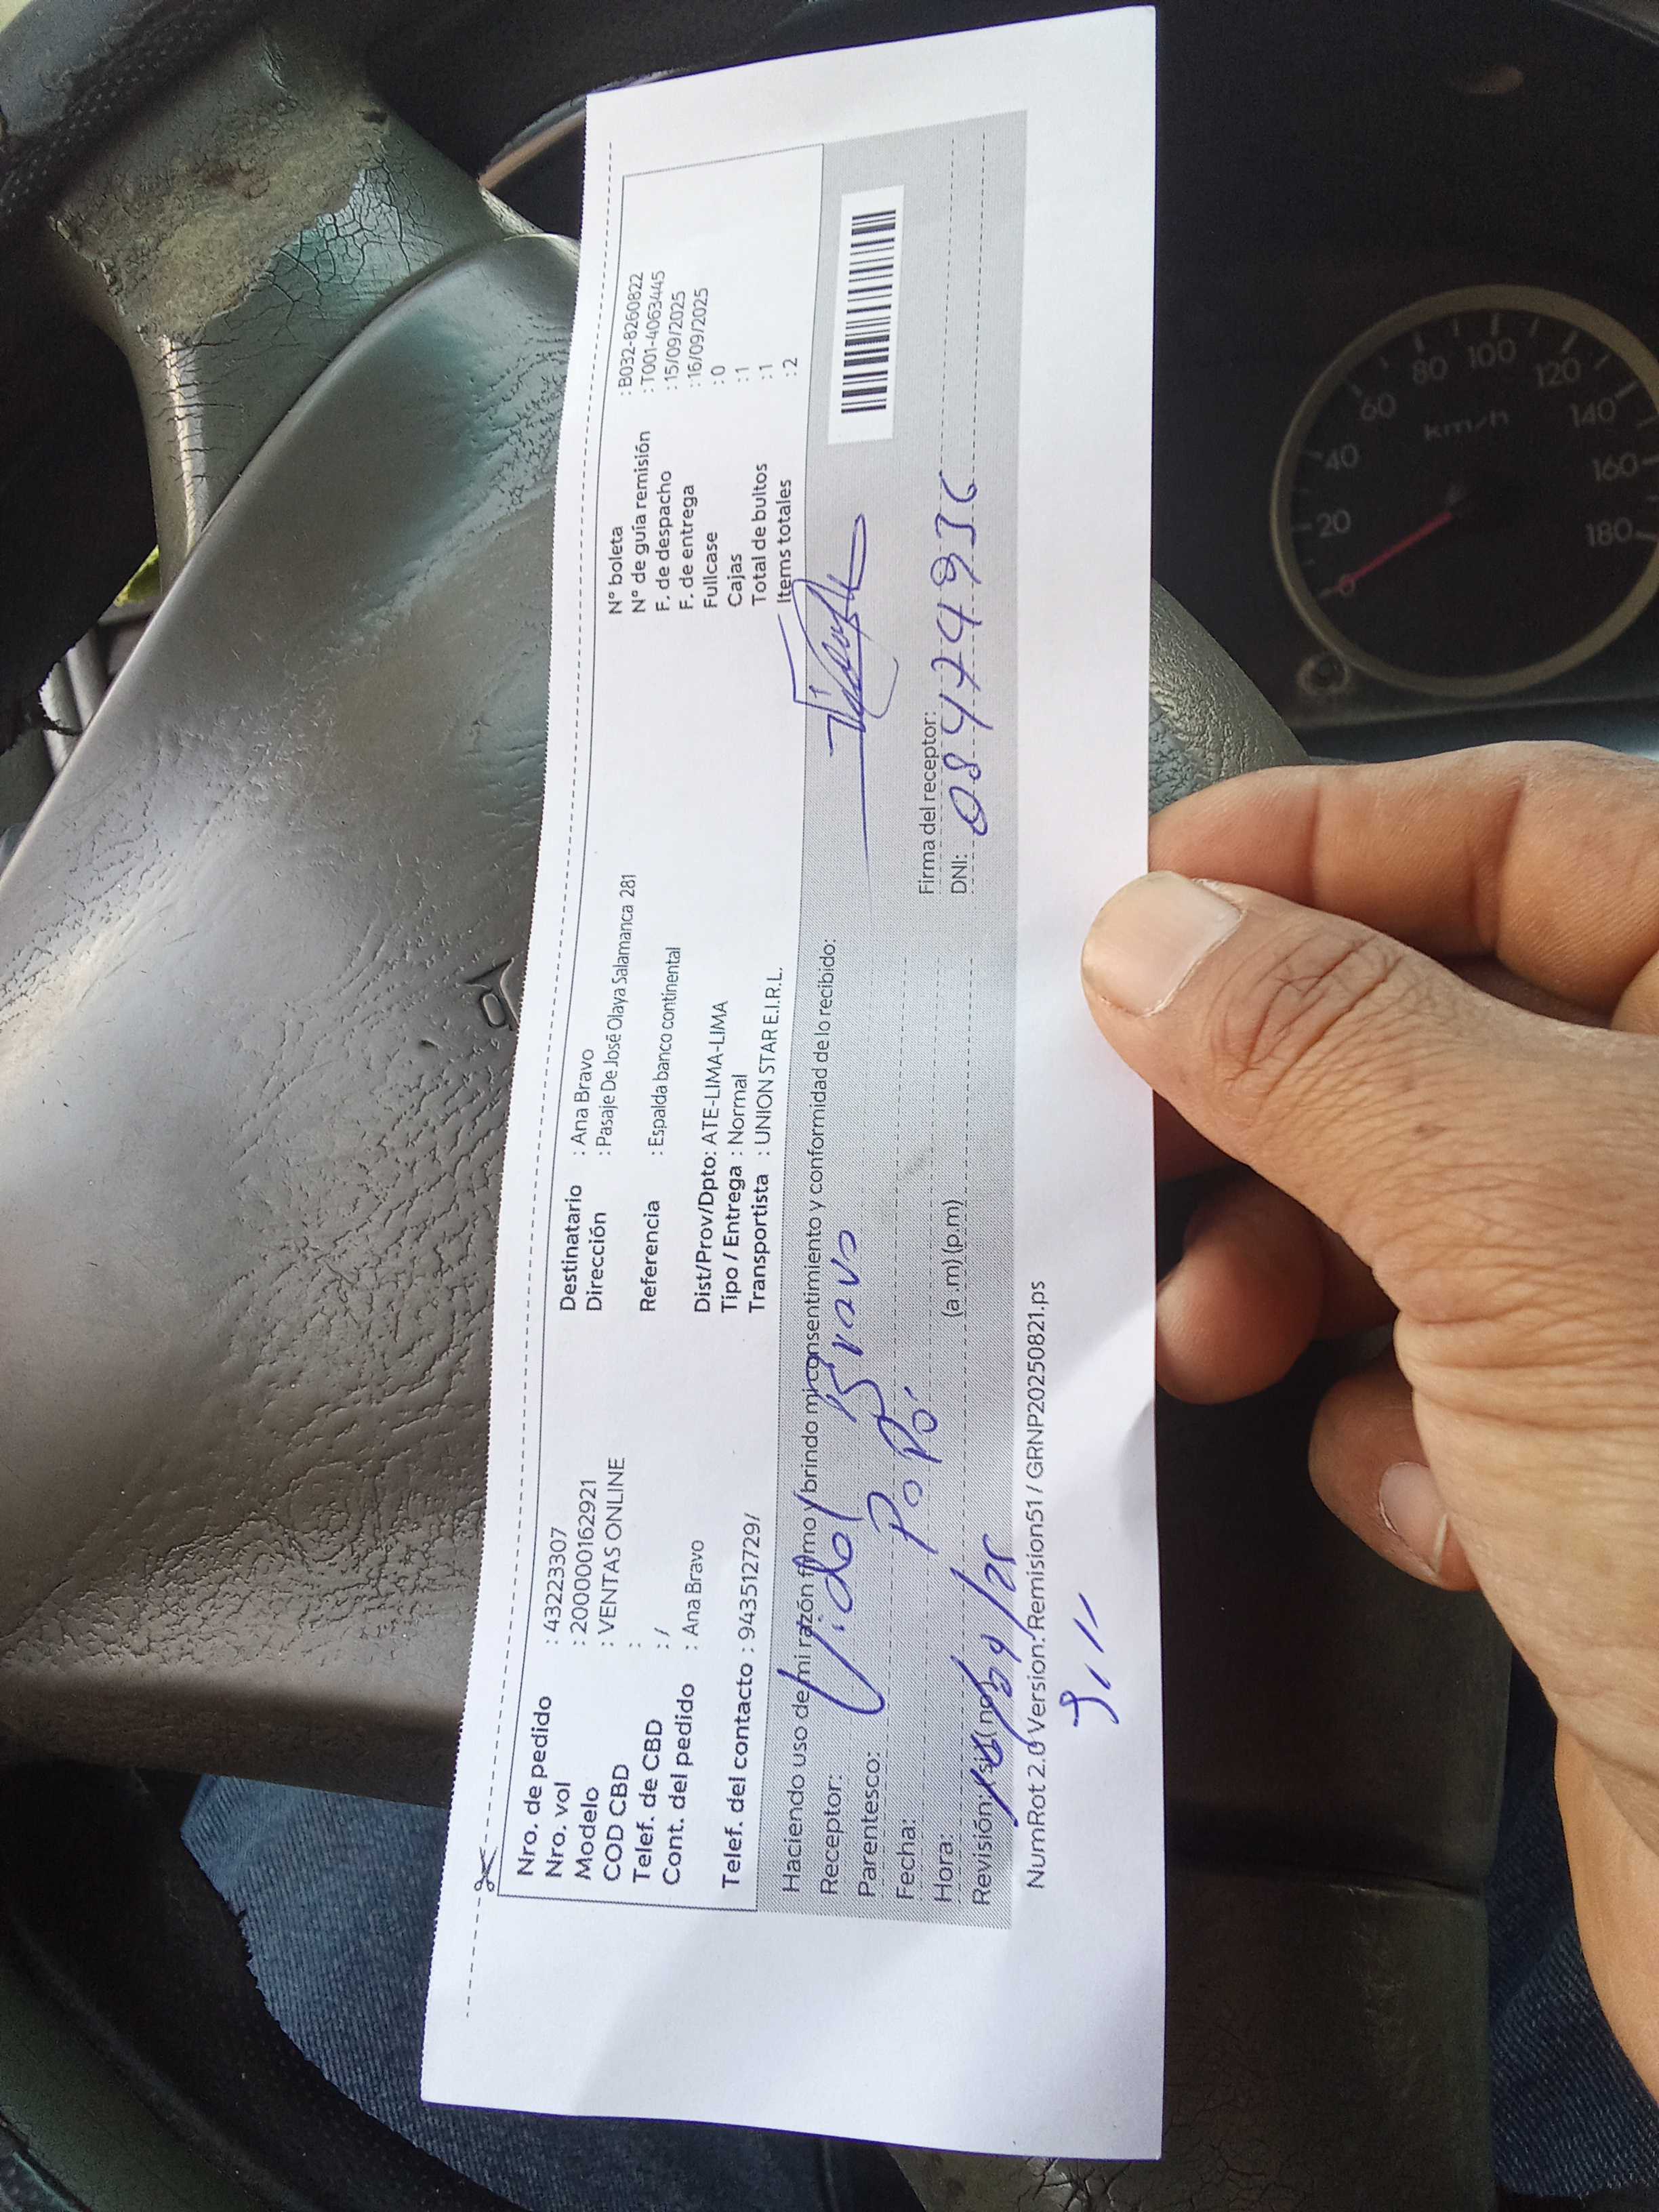 Nro. de pedido : 43223307
Nro. vol : 200000162921
Modelo : VENTAS ONLINE
COD CBD :
Telef. de CBD : /
Cont. del pedido : Ana Bravo
Telef. del contacto : 943512729/
Destinatario : Ana Bravo
Dirección : Pasaje De José Olaya Salamanca 281
Referencia : Espalda banco continental
Dist/Prov/Dpto: ATE-LIMA-LIMA
Tipo / Entrega : Normal
Transportista : UNION STAR E.I.R.L.
N° boleta : B032-8260822
N° de guía remisión : T001-4063445
F. de despacho : 15/09/2025
F. de entrega : 16/09/2025
Fullcase : 0
Cajas : 1
Total de bultos : 1
Items totales : 2
Haciendo uso de mi razón firmo y brindo mi consentimiento y conformidad de lo recibido:
Receptor: Vidal Bravo
Parentesco: Papá
Fecha:
Hora: (a .m) (p.m)
Revisión: si ( no
16/09/25
Firma del receptor:
DNI: 08474936
NumRot 2.0 Version: Remision51 / GRNP20250821.ps